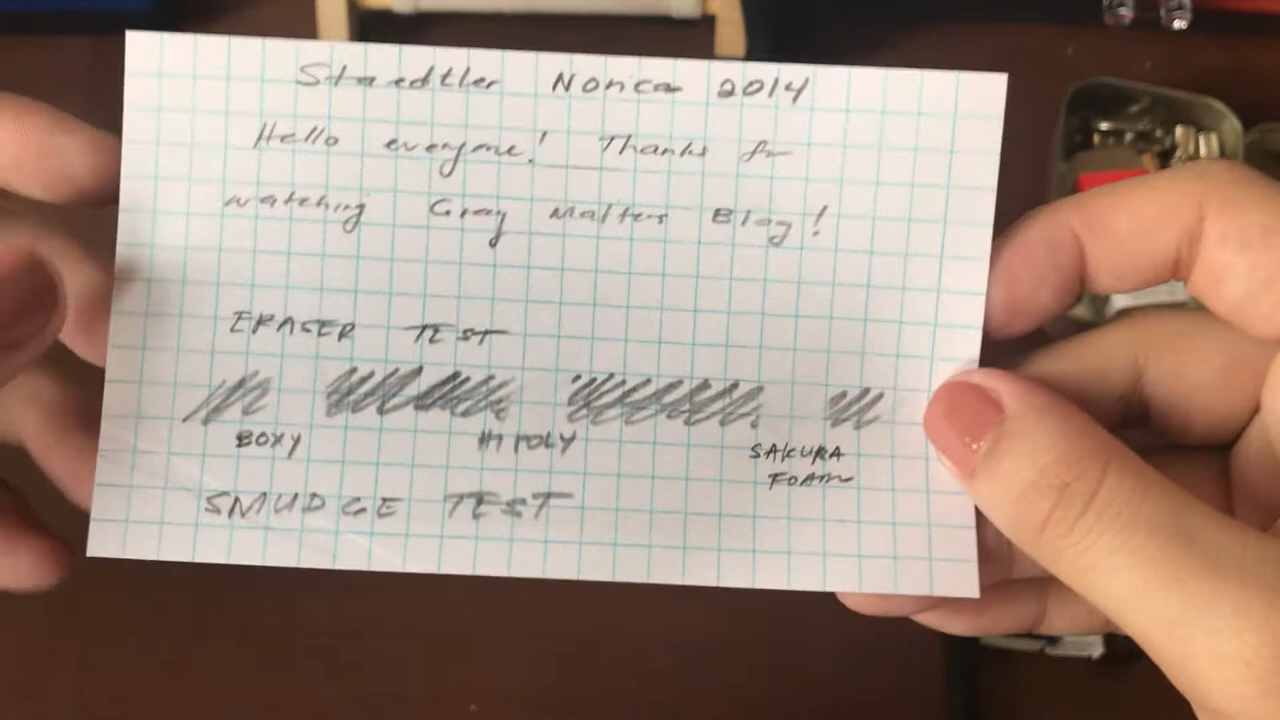 Staedtler Norica 2014
Hello everyone! Thanks for
watching Gray Matters Blog!
ERASER TEST
BOXY HI POLY SAKURA
FOAM
SMUDGE TEST